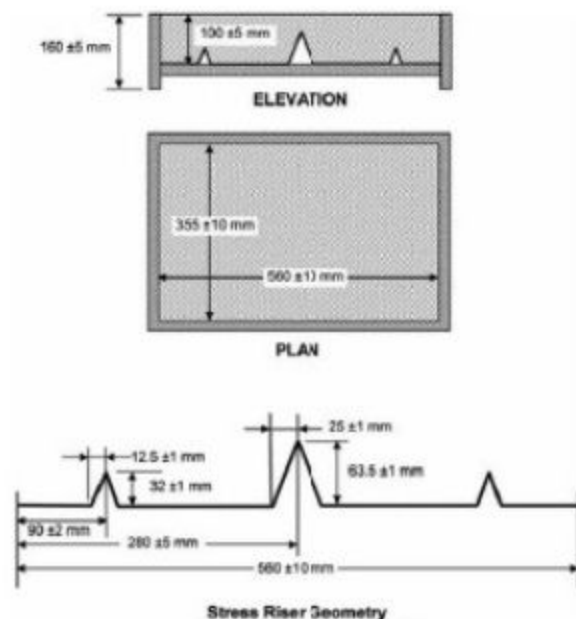 100 ±5 mm
160 ±5 mm
ELEVATION
355 ±10 mm
560 ±10 mm
PLAN
25 ±1 mm
12.5 ±1 mm
63.5 ±1 mm
32 ±1 mm
90 ±2 mm
280 ±5 mm
560 ±10 mm
Stress Riser Geometry